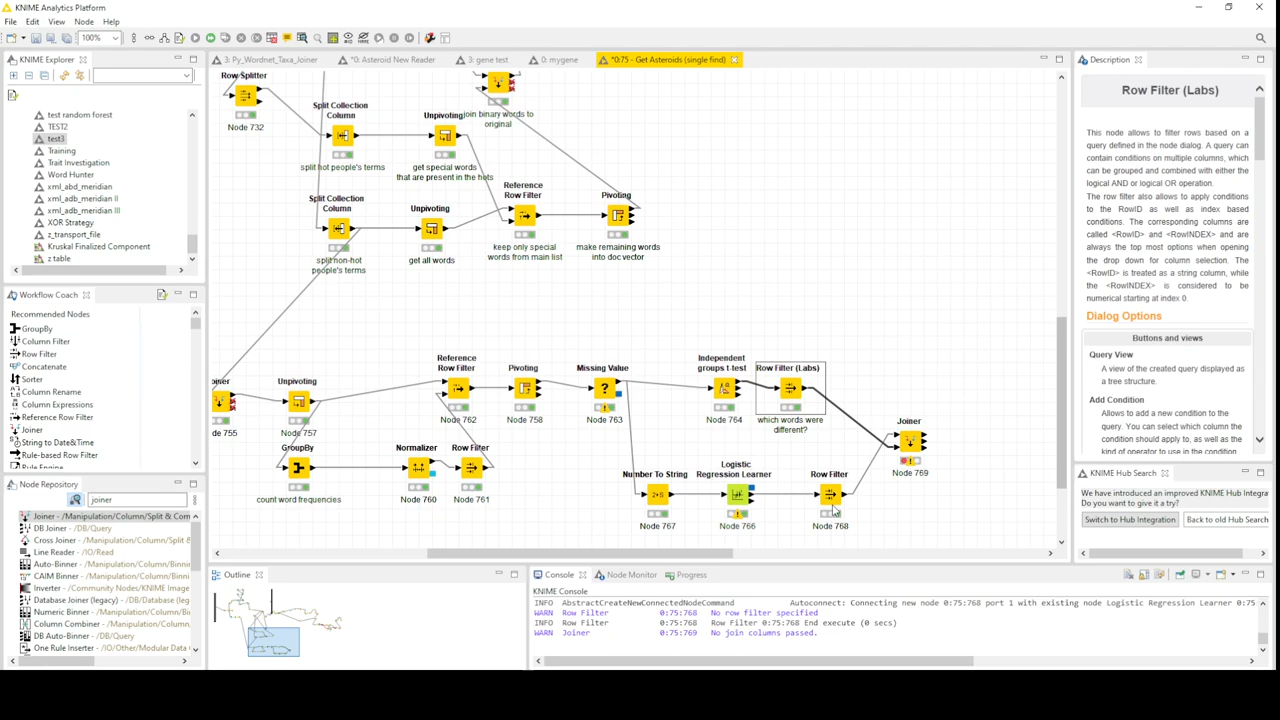 KNIME Analytics Platform
File Edit View Node Help
100%
KNIME Explorer
3: Py_Wordnet_Taxa_Joiner
*0: Asteroid New Reader
3: gene test
0: mygene
*0:75 - Get Asteroids (single find)
Description
test random forest
TEST2
test3
Training
Trait Investigation
Word Hunter
xml_abd_meridian
xml_abd_meridian II
xml_abd_meridian III
XOR Strategy
z_transport_file
Kruskal Finalized Component
z table
Workflow Coach
Recommended Nodes
GroupBy
Column Filter
Row Filter
Concatenate
Sorter
Column Rename
Column Expressions
Reference Row Filter
Joiner
String to Date&Time
Rule-based Row Filter
Rule Engine
Node Repository
joiner
Joiner - /Manipulation/Column/Split & Com
DB Joiner - /DB/Query
Cross Joiner - /Manipulation/Column/Split &
Line Reader - /IO/Read
Auto-Binner - /Manipulation/Column/Binni
CAIM Binner - /Manipulation/Column/Binni
Inverter - /Community Nodes/KNIME Image
Database Joiner (legacy) - /DB/Database (leg
Numeric Binner - /Manipulation/Column/Bi
Column Combiner - /Manipulation/Column
DB Auto-Binner - /DB/Query
One Rule Inserter - /IO/Other/Modular Data
Row Splitter
Node 732
Split Collection
Column
split hot people's terms
Unpivoting
get special words
that are present in the hots
join binary words to
original
Split Collection
Column
split non-hot
people's terms
Unpivoting
get all words
Reference
Row Filter
keep only special
words from main list
Pivoting
make remaining words
into doc vector
oiner
de 755
Unpivoting
Node 757
Reference
Row Filter
Node 762
Pivoting
Node 758
Missing Value
Node 763
Independent
groups t-test
Node 764
Row Filter (Labs)
which words were
different?
GroupBy
count word frequencies
Normalizer
Node 760
Row Filter
Node 761
Number To String
Node 767
Logistic
Regression Learner
Node 766
Row Filter
Node 768
Joiner
Node 769
Row Filter (Labs)
This node allows to filter rows based on a
query defined in the node dialog. A query can
contain conditions on multiple columns, which
can be grouped and combined with either the
logical AND or logical OR operation.
The row filter also allows to apply conditions
to the RowID as well as index based
conditions. The corresponding columns are
called <RowID> and <RowINDEX> and are
always the top most options when opening
the drop down for column selection. The
<RowID> is treated as a string column, while
the <RowINDEX> is considered to be
numerical starting at index 0.
Dialog Options
Buttons and views
Query View
A view of the created query displayed as
a tree structure.
Add Condition
Allows to add a new condition to the
query. You can select which column the
condition should apply to, as well as the
KNIME Hub Search
We have introduced an improved KNIME Hub Integra
Do you want to give it a try?
Switch to Hub Integration
Back to old Hub Search
Outline
Console
Node Monitor
Progress
KNIME Console
INFO AbstractCreateNewConnectedNodeCommand Autoconnect: Connecting new node 0:75:768 port 1 with existing node Logistic Regression Learner 0:75
WARN Row Filter 0:75:768 No row filter specified
INFO Row Filter 0:75:768 Row Filter 0:75:768 End execute (0 secs)
WARN Joiner 0:75:769 No join columns passed.